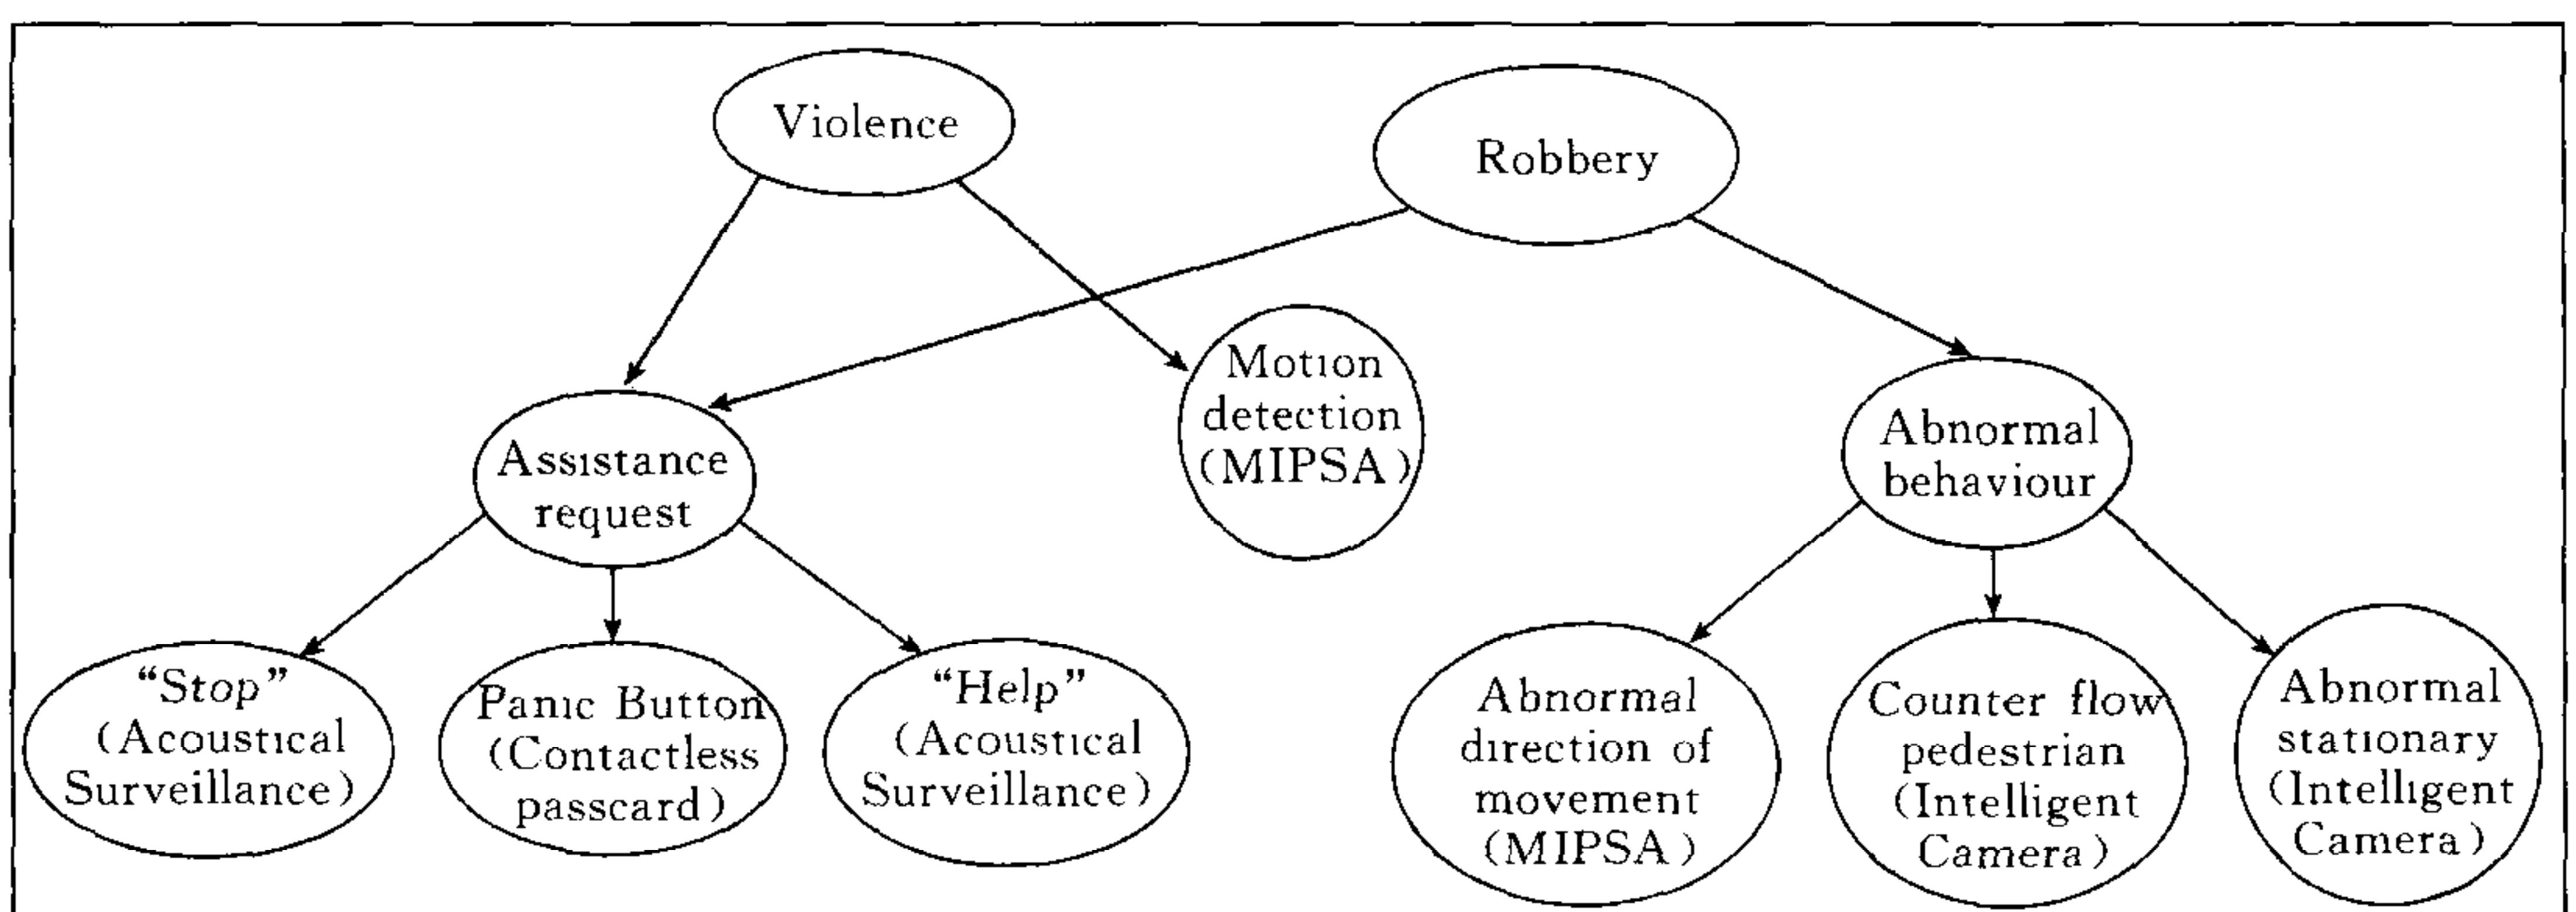 Violence
Robbery
Motion
detection
(MIPSA)
Assistance
request
Abnormal
behaviour
“Stop”
(Acoustical
Surveillance)
Panic Button
(Contactless
passcard)
“Help”
(Acoustical
Surveillance)
Abnormal
direction of
movement
(MIPSA)
Counter flow
pedestrian
(Intelligent
Camera)
Abnormal
stationary
(Intelligent
Camera)